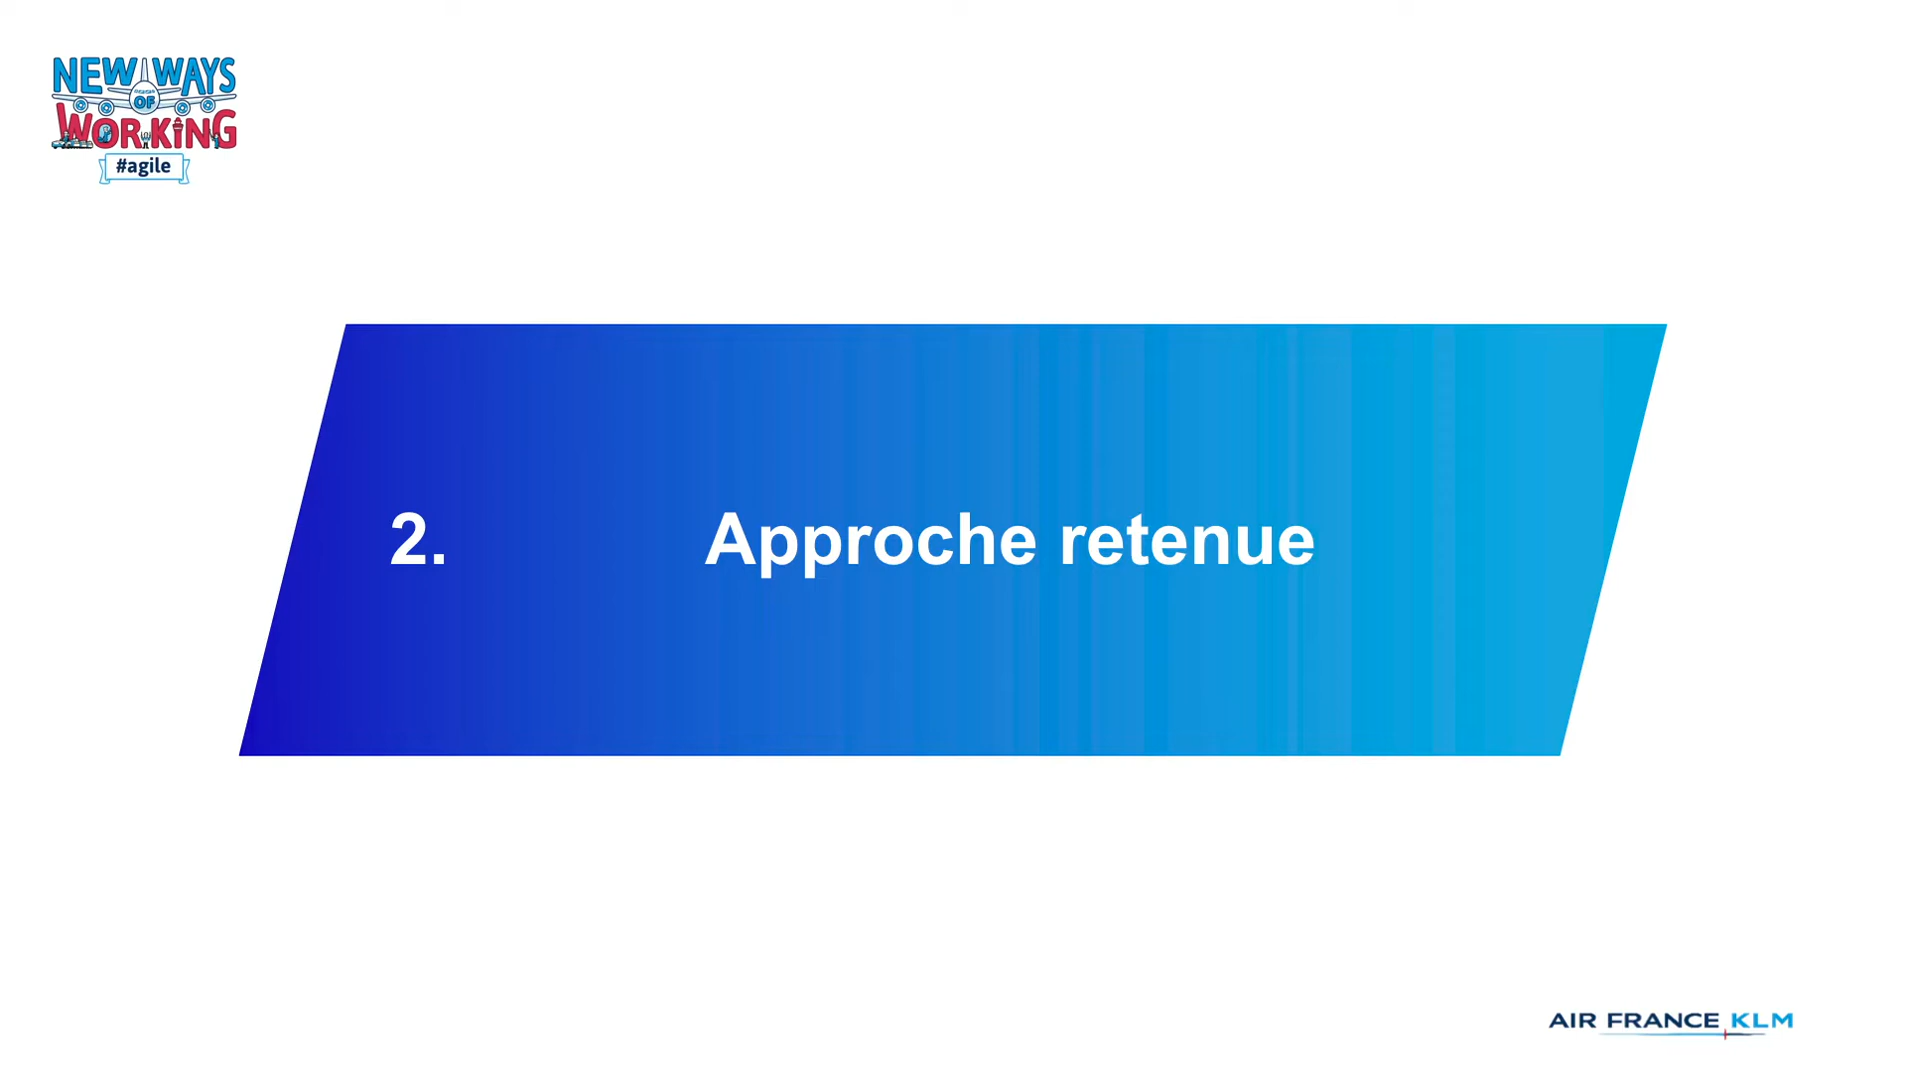 NEW WAYS
OF
WORKING
#agile
2. Approche retenue
AIR FRANCE KLM